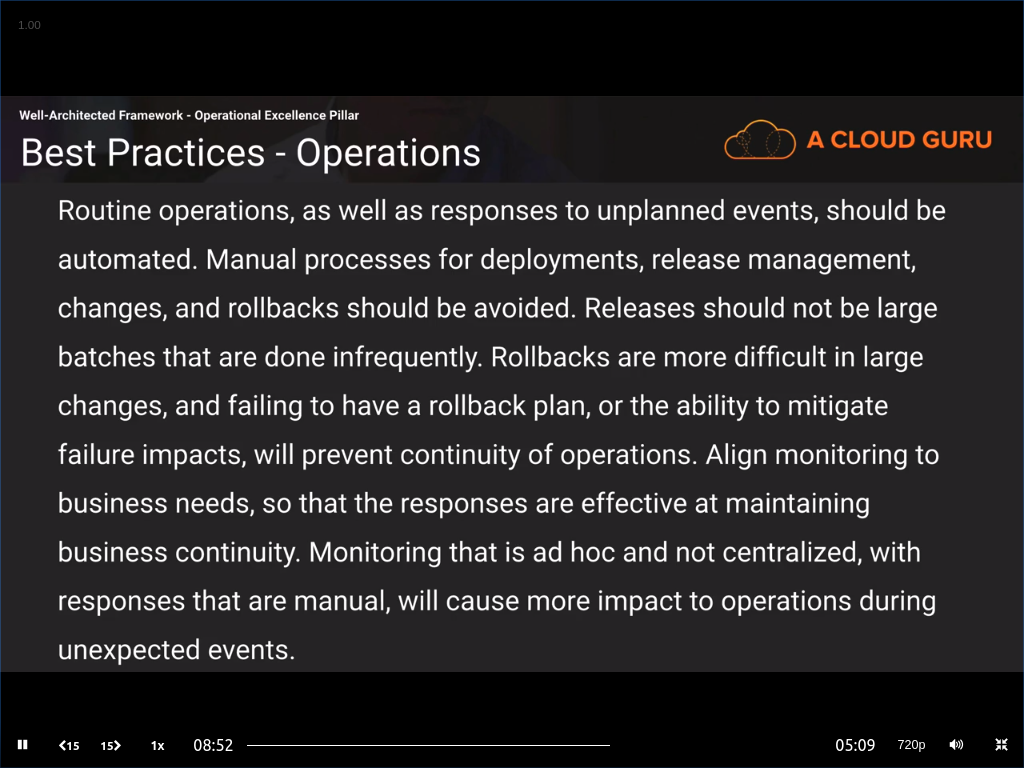 1.00
Well-Architected Framework - Operational Excellence Pillar
Best Practices - Operations
A CLOUD GURU
Routine operations, as well as responses to unplanned events, should be
automated. Manual processes for deployments, release management,
changes, and rollbacks should be avoided. Releases should not be large
batches that are done infrequently. Rollbacks are more difficult in large
changes, and failing to have a rollback plan, or the ability to mitigate
failure impacts, will prevent continuity of operations. Align monitoring to
business needs, so that the responses are effective at maintaining
business continuity. Monitoring that is ad hoc and not centralized, with
responses that are manual, will cause more impact to operations during
unexpected events.
15 15 1x 08:52 05:09 720p